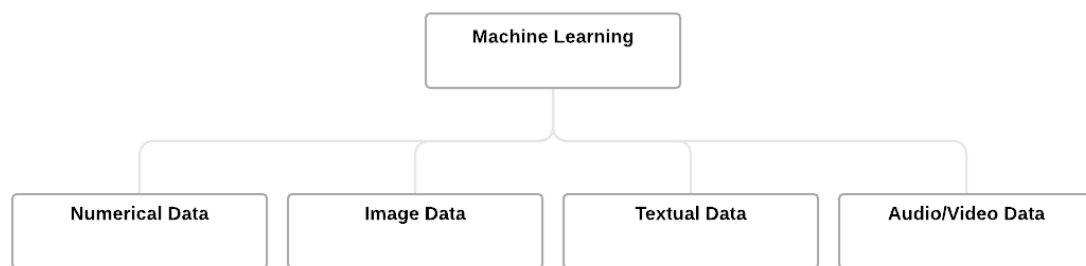 Machine Learning
Numerical Data
Image Data
Textual Data
Audio/Video Data